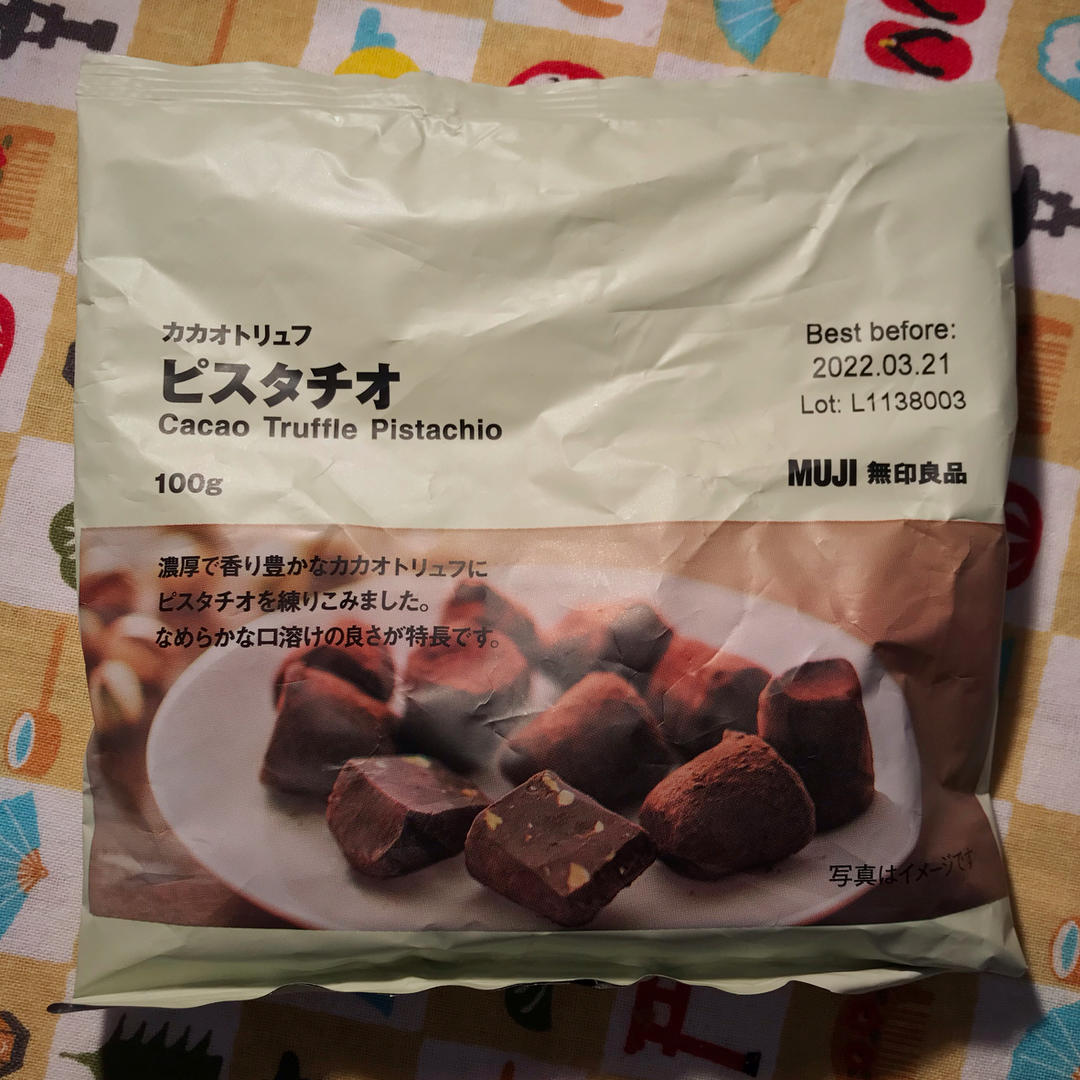 カカオトリュフ
ピスタチオ
Cacao Truffle Pistachio
100g
Best before:
2022.03.21
Lot: L1138003
MUJI 無印良品
濃厚で香り豊かなカカオトリュフに
ピスタチオを練りこみました。
なめらかな口溶けの良さが特長です。
写真はイメージです